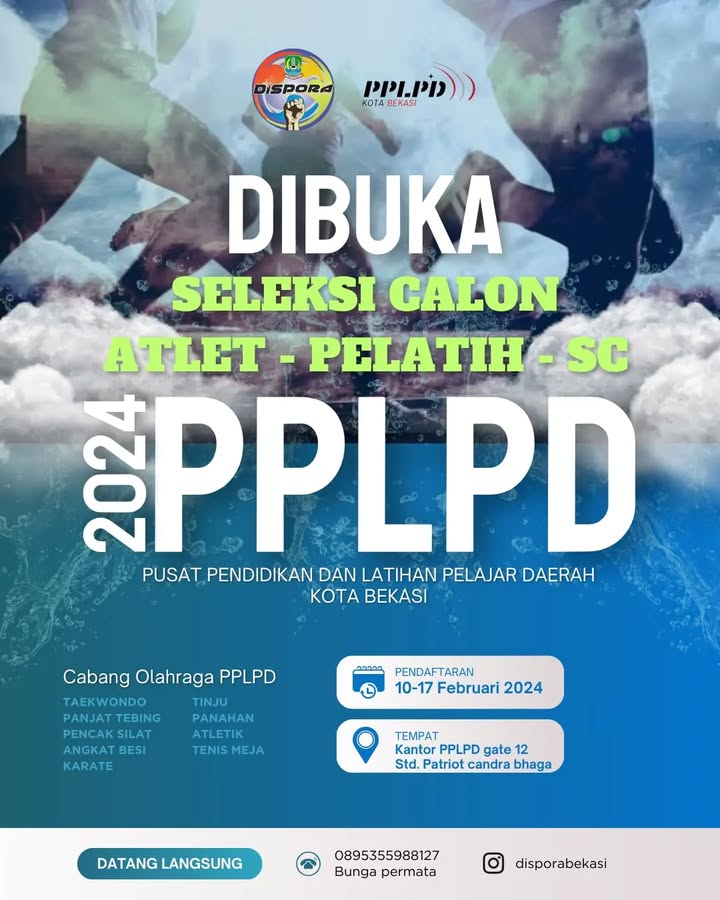 DISPORA
PPLPD
KOTA BEKASI
DIBUKA
SELEKSI CALON
ATLET - PELATIH - SC
2024
PPLPD
PUSAT PENDIDIKAN DAN LATIHAN PELAJAR DAERAH
KOTA BEKASI
Cabang Olahraga PPLPD
TAEKWONDO
PANJAT TEBING
PENCAK SILAT
ANGKAT BESI
KARATE
TINJU
PANAHAN
ATLETIK
TENIS MEJA
PENDAFTARAN
10-17 Februari 2024
TEMPAT
Kantor PPLPD gate 12
Std. Patriot candra bhaga
DATANG LANGSUNG
0895355988127
Bunga permata
disporabekasi